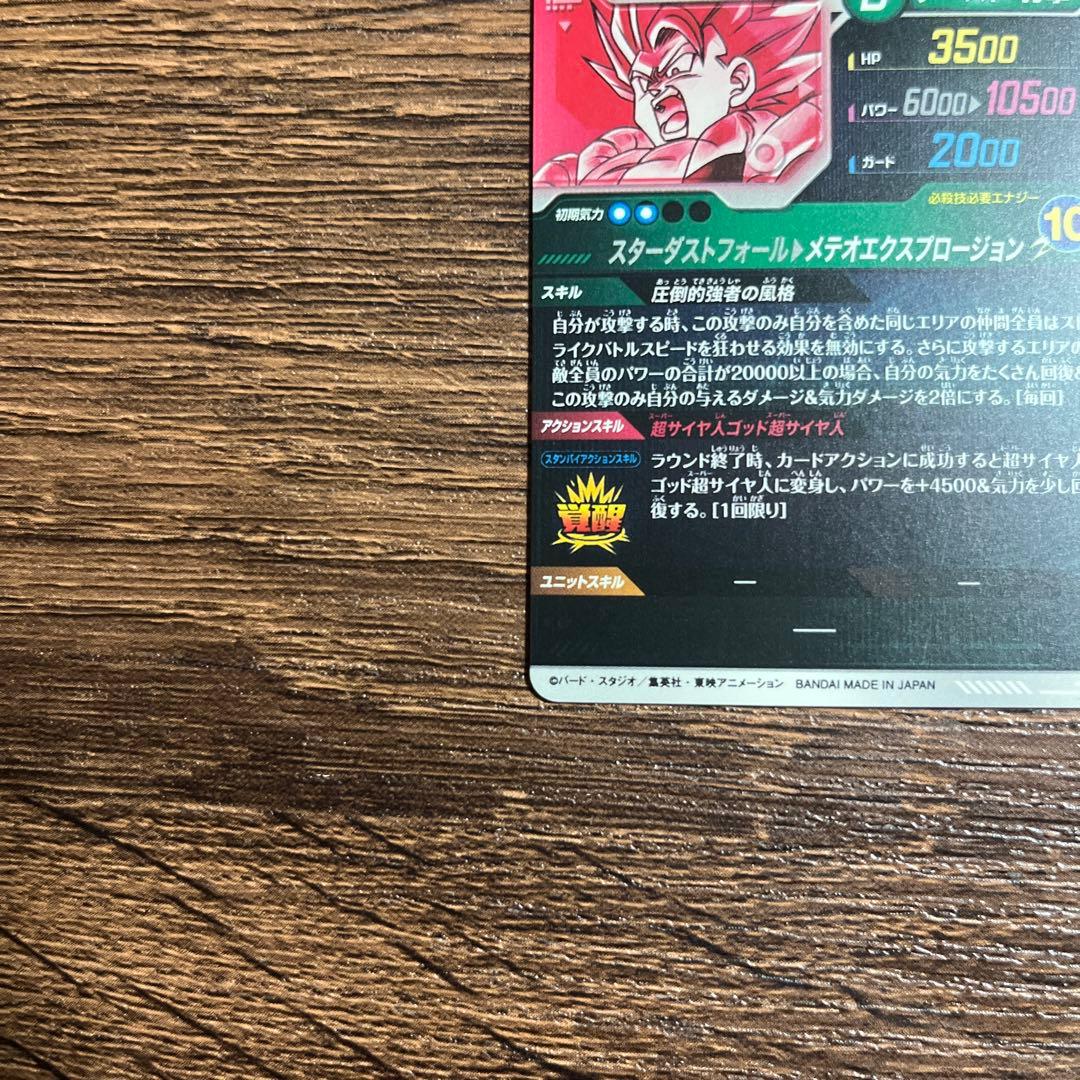 HP 3500
パワー 6000▶10500
ガード 2000
必殺技必要エナジー
初期気力 10
スターダストフォール▶メテオエクスプロージョン
スキル 圧倒的強者の風格
自分が攻撃する時、この攻撃のみ自分を含めた同じエリアの仲間全員はスト
ライクバトルスピードを狂わせる効果を無効にする。さらに攻撃するエリアの
敵全員のパワーの合計が20000以上の場合、自分の気力をたくさん回復&
この攻撃のみ自分の与えるダメージ&気力ダメージを2倍にする。[毎回]
アクションスキル 超サイヤ人ゴッド超サイヤ人
スタンバイアクションスキル ラウンド終了時、カードアクションに成功すると超サイヤ人
ゴッド超サイヤ人に変身し、パワーを+4500&気力を少し回
覚醒 復する。[1回限り]
ユニットスキル — —
—
©バード・スタジオ／集英社・東映アニメーション BANDAI MADE IN JAPAN